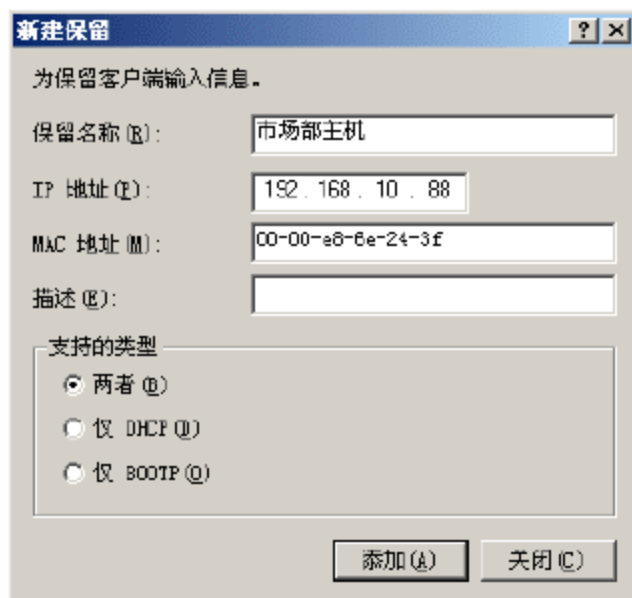 新建保留
为保留客户端输入信息。
保留名称(R): 市场部主机
IP 地址(P): 192 . 168 . 10 . 88
MAC 地址(M): 00-00-e8-6e-24-3f
描述(E):
支持的类型
两者(B)
仅 DHCP(D)
仅 BOOTP(O)
添加(A) 关闭(C)